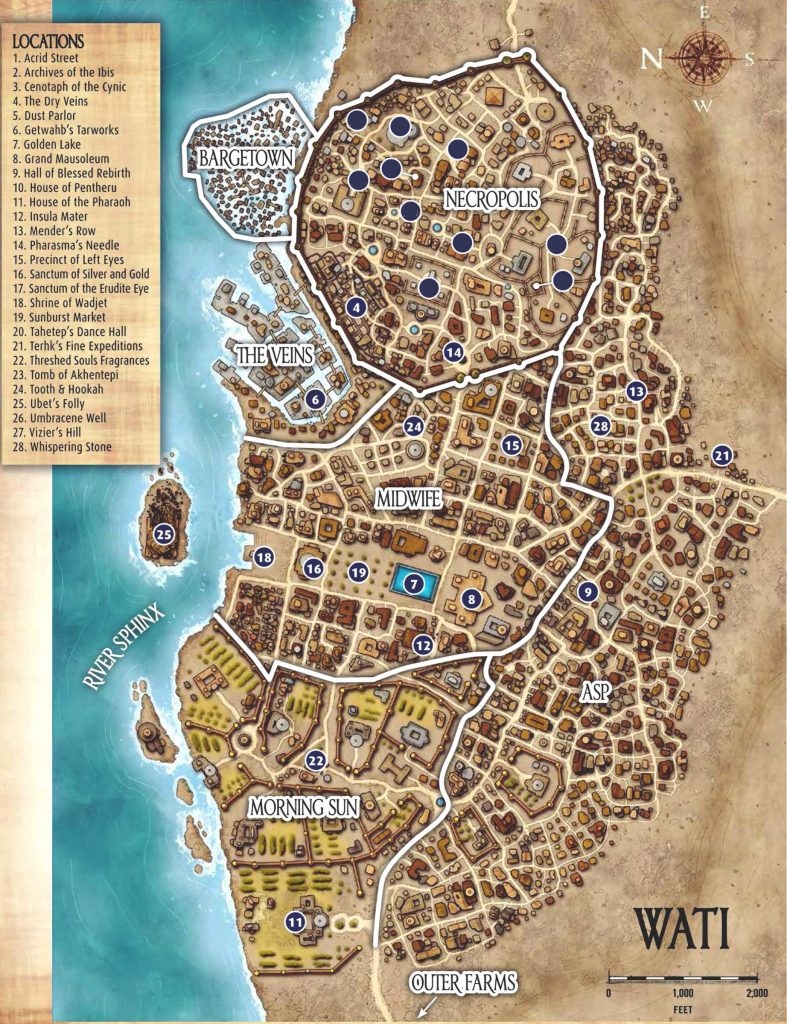 LOCATIONS
1. Acrid Street
2. Archives of the Ibis
3. Cenotaph of the Cynic
4. The Dry Veins
5. Dust Parlor
6. Getwahb's Tarworks
7. Golden Lake
8. Grand Mausoleum
9. Hall of Blessed Rebirth
10. House of Pentheru
11. House of the Pharaoh
12. Insula Mater
13. Mender's Row
14. Pharasma's Needle
15. Precinct of Left Eyes
16. Sanctum of Silver and Gold
17. Sanctum of the Erudite Eye
18. Shrine of Wadjet
19. Sunburst Market
20. Tahetep's Dance Hall
21. Terhk's Fine Expeditions
22. Threshed Souls Fragrances
23. Tomb of Akhentepi
24. Tooth & Hookah
25. Ubet's Folly
26. Umbracene Well
27. Vizier's Hill
28. Whispering Stone
E
N
S
W
BARGETOWN
NECROPOLIS
4
THE VEINS
14
6
13
24
28
15
21
MIDWIFE
25
18
16
19
7
8
9
12
RIVER SPHINX
ASP
22
MORNING SUN
11
WATI
OUTER FARMS
0 1,000 2,000
FEET